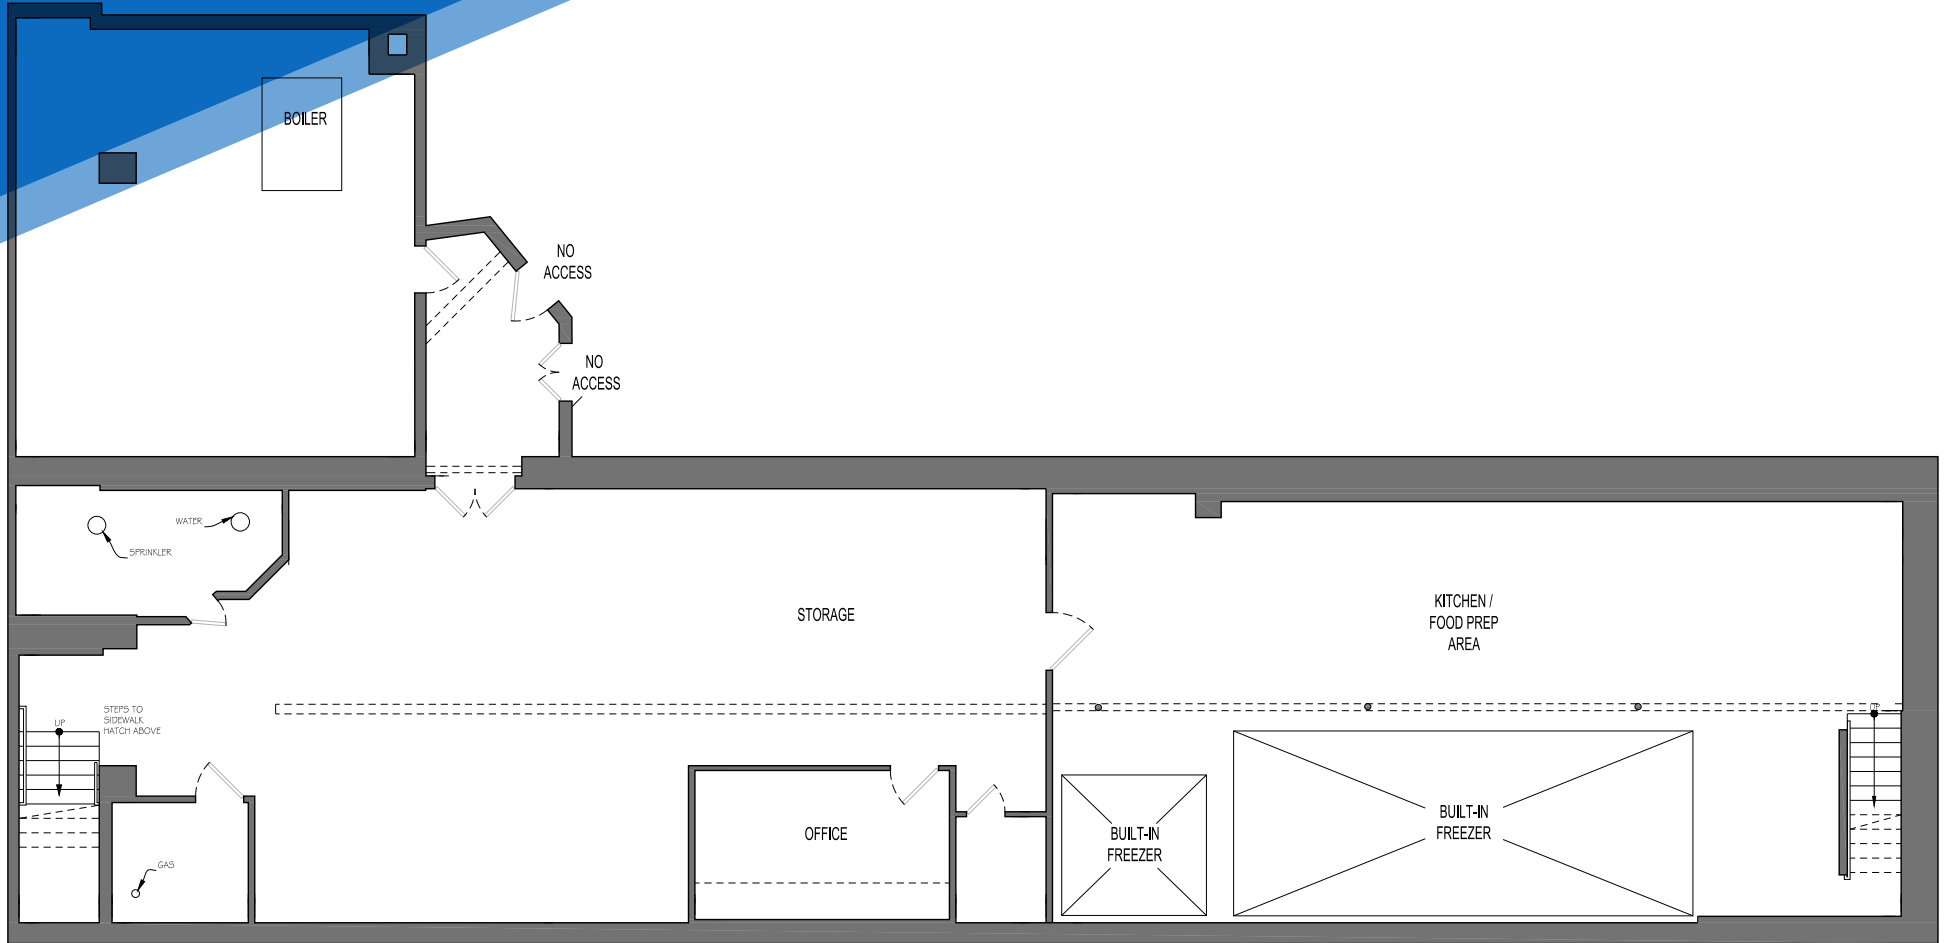 BOILER
NO
ACCESS
NO
ACCESS
WATER
SPRINKLER
STORAGE
KITCHEN /
FOOD PREP
AREA
STEPS TO
SIDEWALK
HATCH ABOVE
UP
UP
OFFICE
BUILT-IN
FREEZER
BUILT-IN
FREEZER
GAS